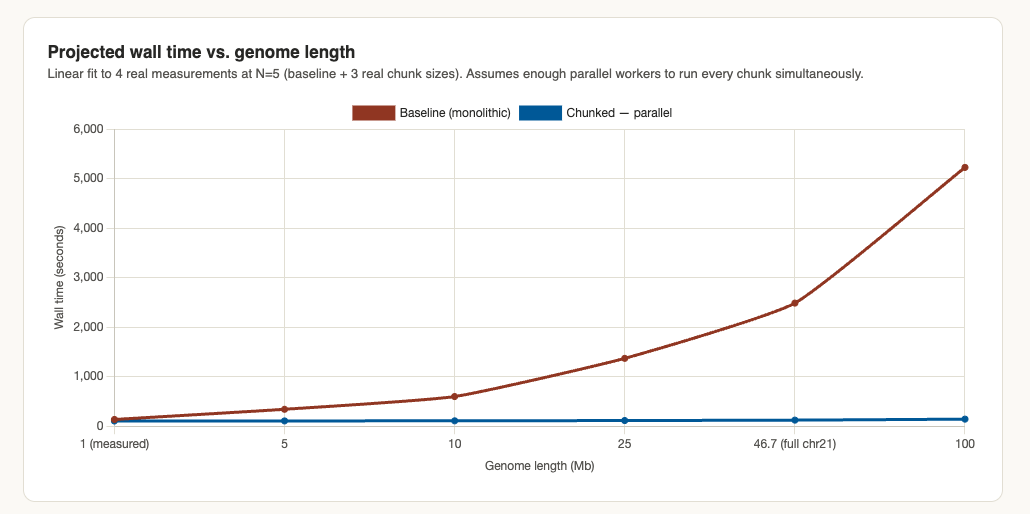 Projected wall time vs. genome length
Linear fit to 4 real measurements at N=5 (baseline + 3 real chunk sizes). Assumes enough parallel workers to run every chunk simultaneously.
Baseline (monolithic)
Chunked — parallel
6,000
5,000
4,000
3,000
2,000
1,000
0
Wall time (seconds)
1 (measured)
5
10
25
46.7 (full chr21)
100
Genome length (Mb)